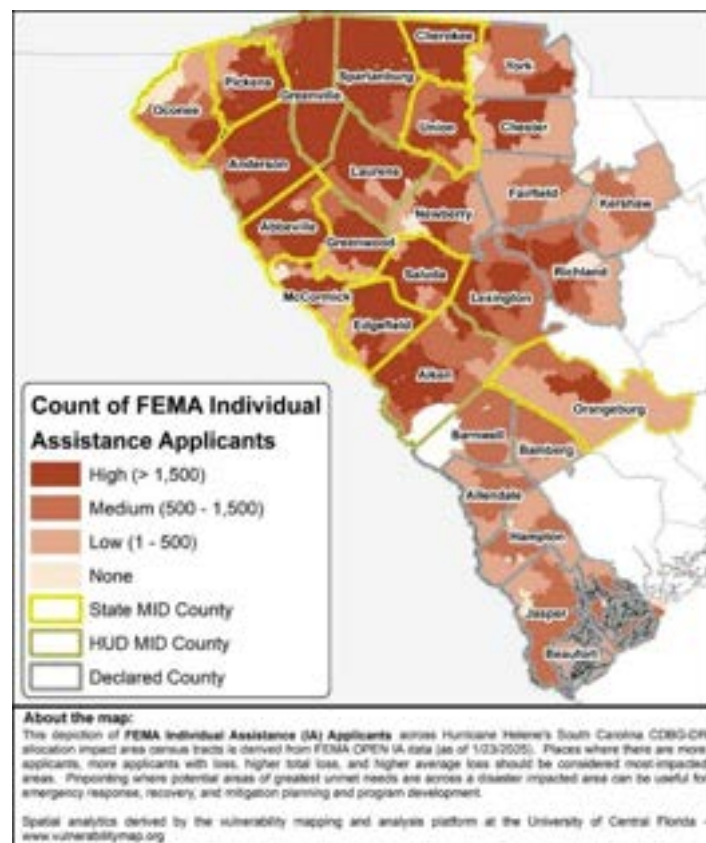 Cherokee
York
Pickens
Spartanburg
Oconee
Greenville
Union
Chester
Anderson
Laurens
Fairfield
Kershaw
Newberry
Abbeville
Greenwood
Saluda
Richland
McCormick
Lexington
Edgefield
Aiken
Orangeburg
Barnwell
Bamberg
Allendale
Hampton
Jasper
Beaufort
Count of FEMA Individual
Assistance Applicants
High (> 1,500)
Medium (500 - 1,500)
Low (1 - 500)
None
State MID County
HUD MID County
Declared County
About the map:
This depiction of FEMA Individual Assistance (IA) Applicants across Hurricane Helene's South Carolina CDBG-DR
allocation impact area census tracts is derived from FEMA OPEN IA data (as of 1/23/2025). Places where there are more
applicants, more applicants with loss, higher total loss, and higher average loss should be considered most-impacted
areas. Pinpointing where potential areas of greatest unmet needs are across a disaster impacted area can be useful for
emergency response, recovery, and mitigation planning and program development.
Spatial analytics derived by the vulnerability mapping and analysis platform at the University of Central Florida -
www.vulnerabilitymap.org